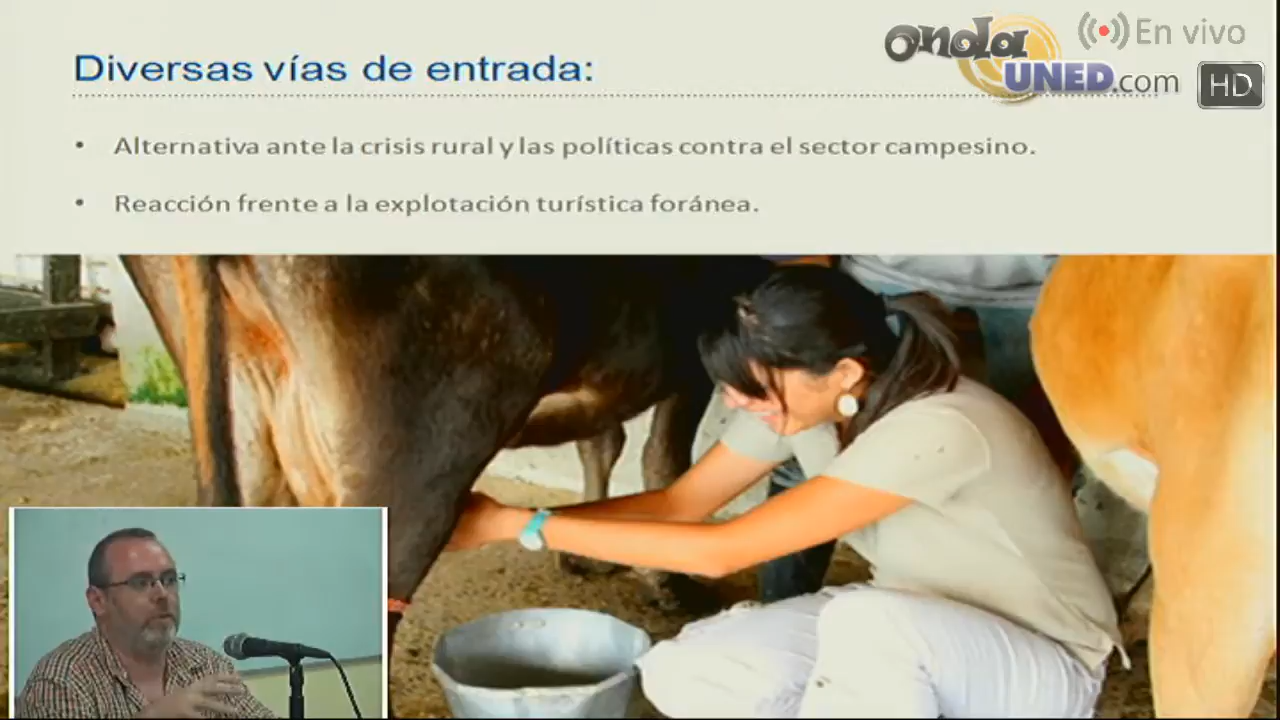 onda
UNED.com
En vivo
HD
Diversas vías de entrada:
• Alternativa ante la crisis rural y las políticas contra el sector campesino.
• Reacción frente a la explotación turística foránea.